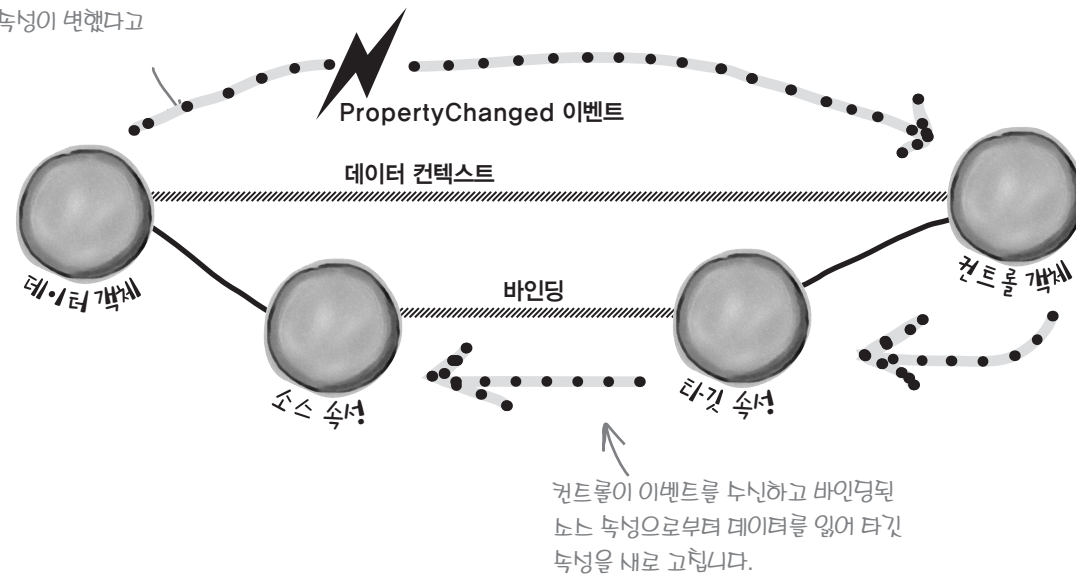 속성이 변했다고
PropertyChanged 이벤트
데이터 컨텍스트
데이터 객체
컨트롤 객체
바인딩
소스 속성
타깃 속성
컨트롤이 이벤트를 수신하고 바인딩된
소스 속성으로부터 데이터를 읽어 타깃
속성을 새로 고칩니다.